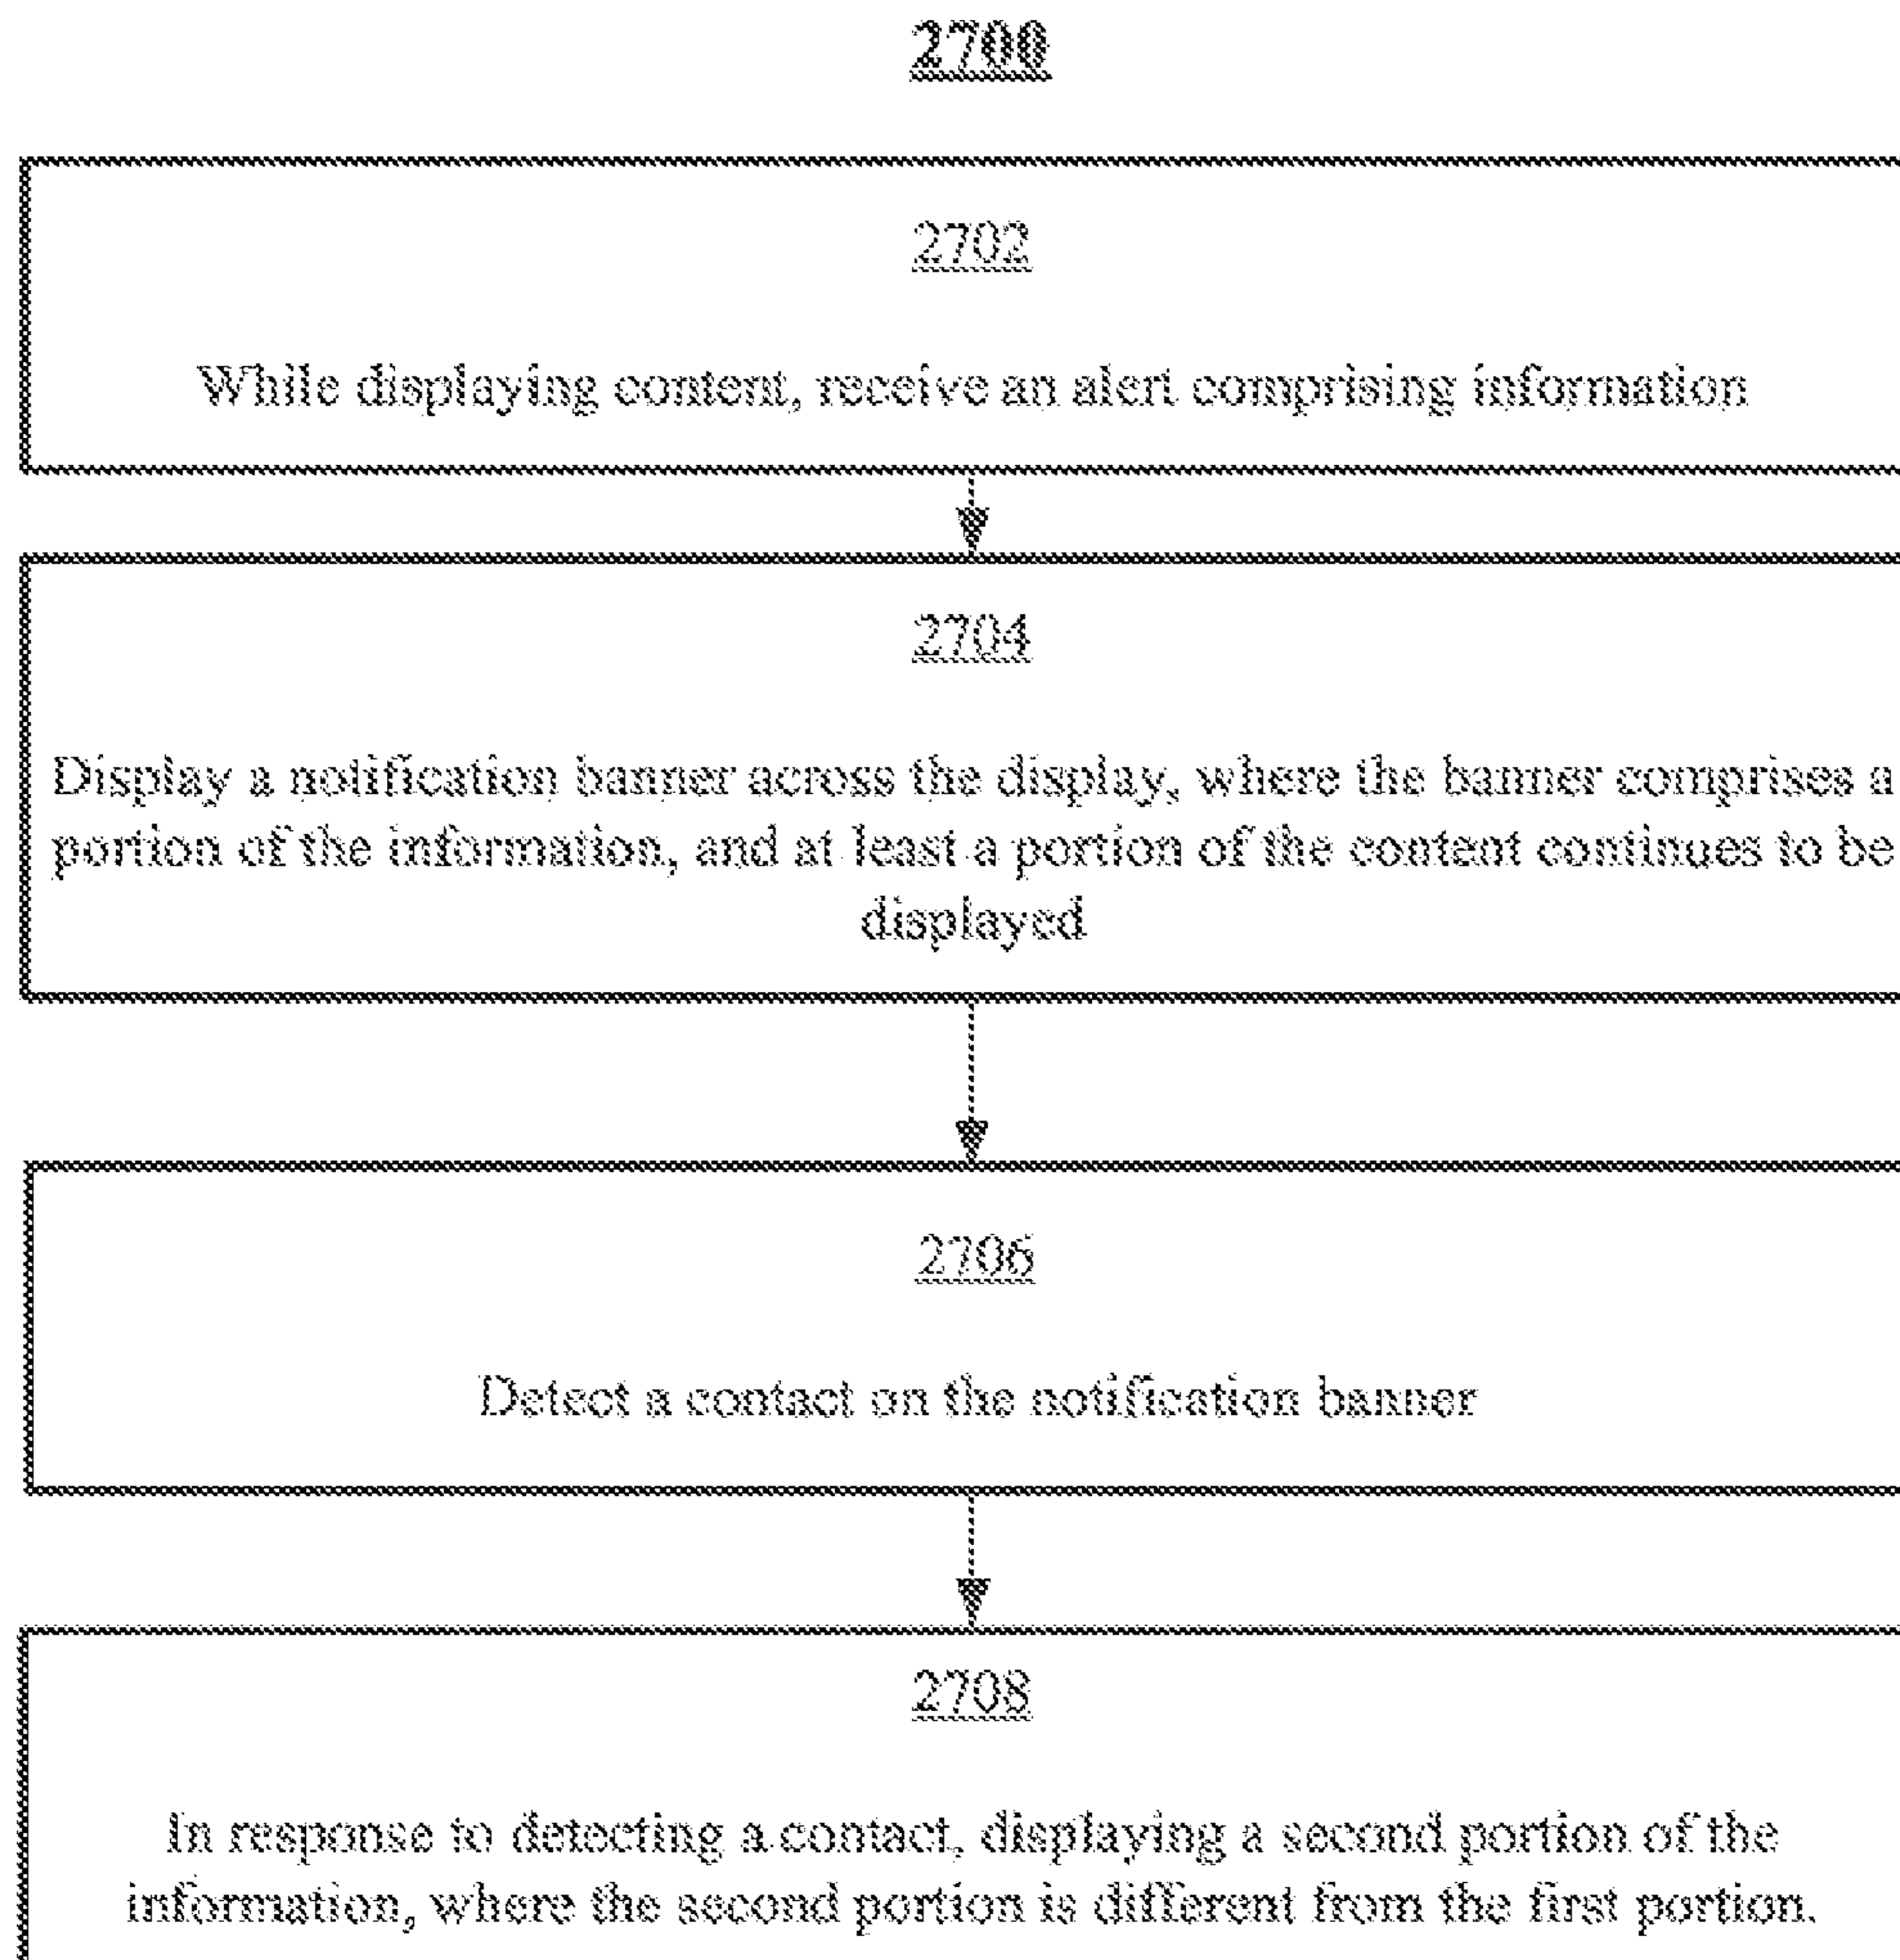 2700
2702
While displaying content, receive an alert comprising information
2704
Display a notification banner across the display, where the banner comprises a
portion of the information, and at least a portion of the content continues to be
displayed
2706
Detect a contact on the notification banner
2708
In response to detecting a contact, displaying a second portion of the
information, where the second portion is different from the first portion.